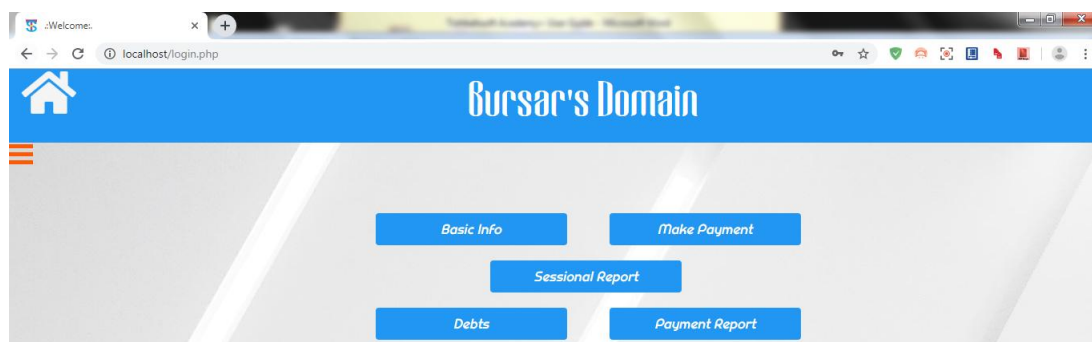 .:Welcome:.
localhost/login.php
Bursar's Domain
Basic Info
Make Payment
Sessional Report
Debts
Payment Report